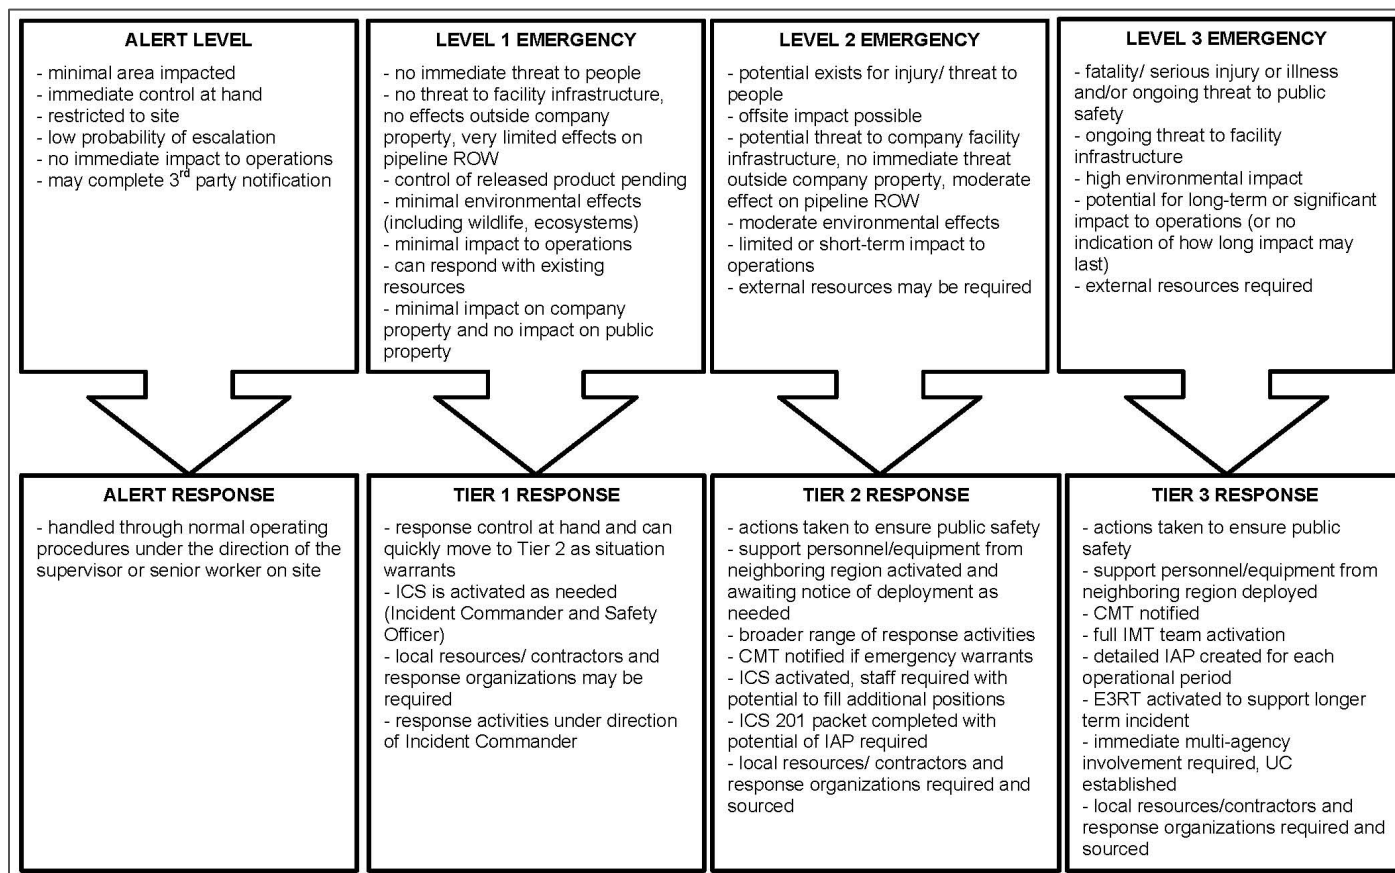 ALERT LEVEL
- minimal area impacted
- immediate control at hand
- restricted to site
- low probability of escalation
- no immediate impact to operations
- may complete 3rd party notification
LEVEL 1 EMERGENCY
- no immediate threat to people
- no threat to facility infrastructure,
no effects outside company
property, very limited effects on
pipeline ROW
- control of released product pending
- minimal environmental effects
(including wildlife, ecosystems)
- minimal impact to operations
- can respond with existing
resources
- minimal impact on company
property and no impact on public
property
LEVEL 2 EMERGENCY
- potential exists for injury/ threat to
people
- offsite impact possible
- potential threat to company facility
infrastructure, no immediate threat
outside company property, moderate
effect on pipeline ROW
- moderate environmental effects
- limited or short-term impact to
operations
- external resources may be required
LEVEL 3 EMERGENCY
- fatality/ serious injury or illness
and/or ongoing threat to public
safety
- ongoing threat to facility
infrastructure
- high environmental impact
- potential for long-term or significant
impact to operations (or no
indication of how long impact may
last)
- external resources required
ALERT RESPONSE
- handled through normal operating
procedures under the direction of the
supervisor or senior worker on site
TIER 1 RESPONSE
- response control at hand and can
quickly move to Tier 2 as situation
warrants
- ICS is activated as needed
(Incident Commander and Safety
Officer)
- local resources/ contractors and
response organizations may be
required
- response activities under direction
of Incident Commander
TIER 2 RESPONSE
- actions taken to ensure public safety
- support personnel/equipment from
neighboring region activated and
awaiting notice of deployment as
needed
- broader range of response activities
- CMT notified if emergency warrants
- ICS activated, staff required with
potential to fill additional positions
- ICS 201 packet completed with
potential of IAP required
- local resources/ contractors and
response organizations required and
sourced
TIER 3 RESPONSE
- actions taken to ensure public
safety
- support personnel/equipment from
neighboring region deployed
- CMT notified
- full IMT team activation
- detailed IAP created for each
operational period
- E3RT activated to support longer
term incident
- immediate multi-agency
involvement required, UC
established
- local resources/contractors and
response organizations required and
sourced